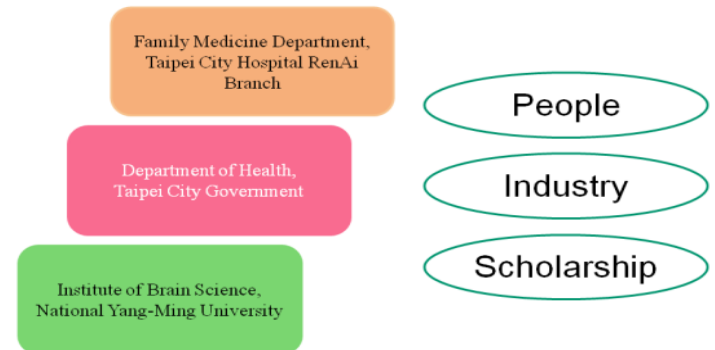 Family Medicine Department,
Taipei City Hospital RenAi
Branch
Department of Health,
Taipei City Government
Institute of Brain Science,
National Yang-Ming University
People
Industry
Scholarship